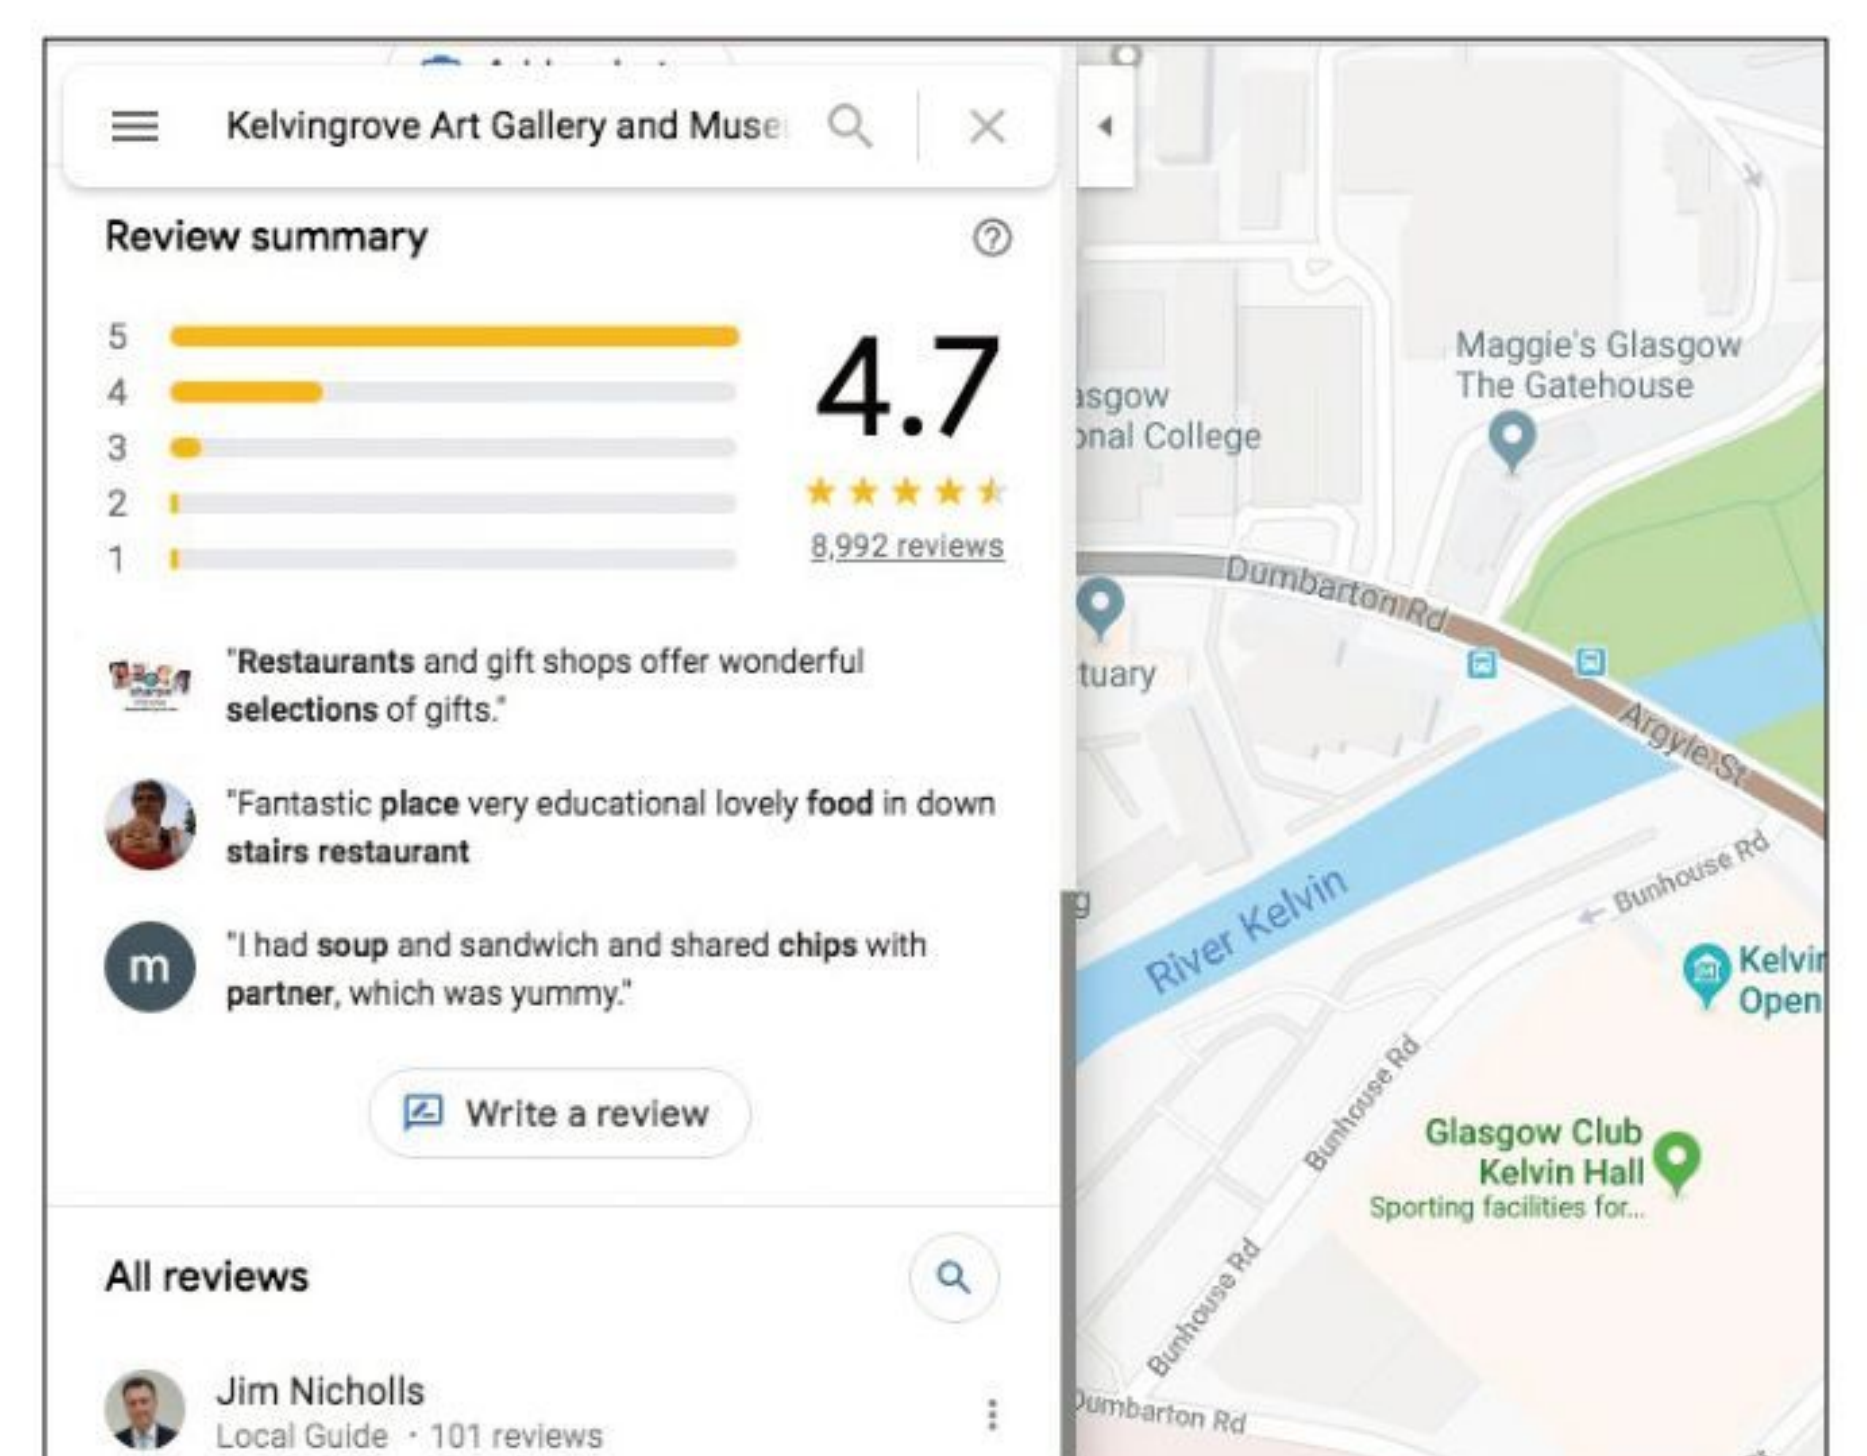 Kelvingrove Art Gallery and Muse
Review summary
5
4
3
2
1
4.7
8,992 reviews
"Restaurants and gift shops offer wonderful
selections of gifts."
"Fantastic place very educational lovely food in down
stairs restaurant
m
"I had soup and sandwich and shared chips with
partner, which was yummy."
Write a review
All reviews
Jim Nicholls
Local Guide · 101 reviews
Maggie's Glasgow
The Gatehouse
asgow
onal College
Dumbarton Rd
tuary
Argyle St
Bunhouse Rd
River Kelvin
g
Kelvin
Open
Bunhouse Rd
Glasgow Club
Kelvin Hall
Sporting facilities for...
Bunhouse Rd
Dumbarton Rd